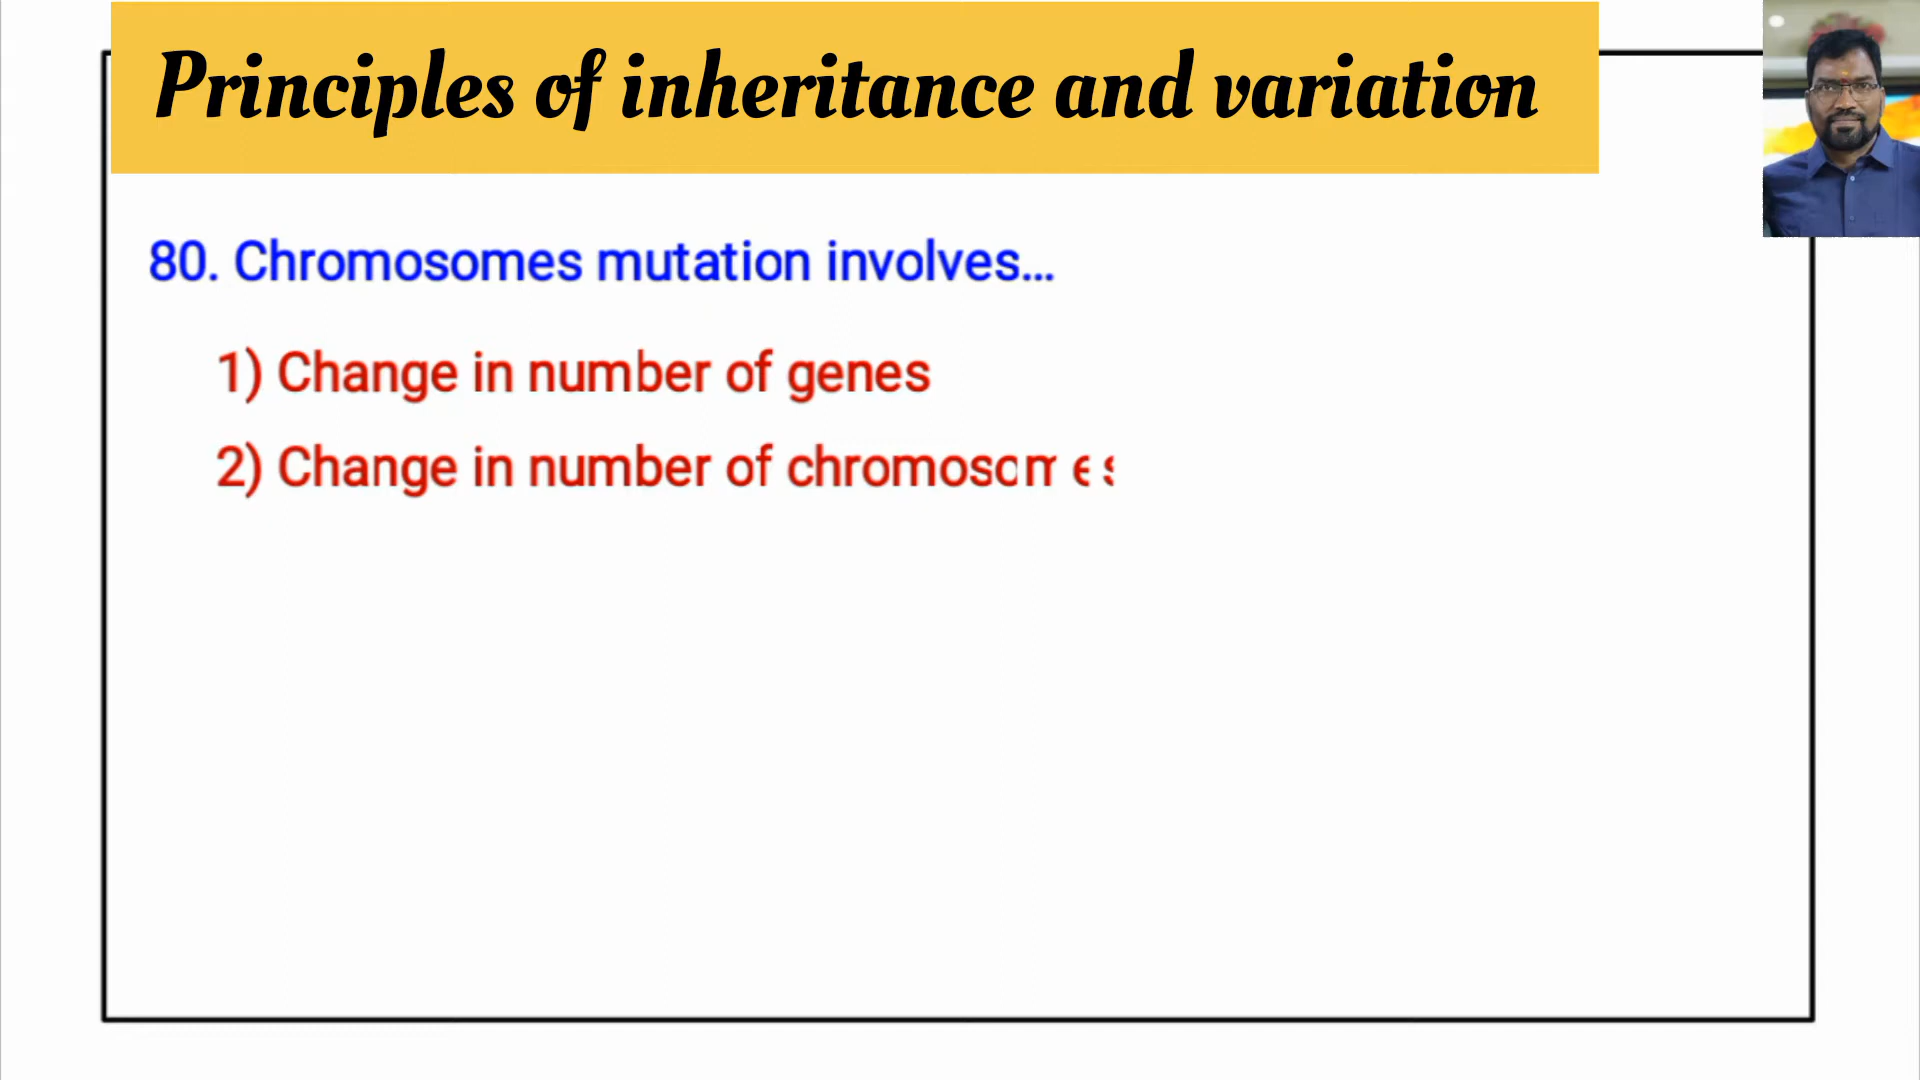 Principles of inheritance and variation
80. Chromosomes mutation involves...
1) Change in number of genes
2) Change in number of chromosomes